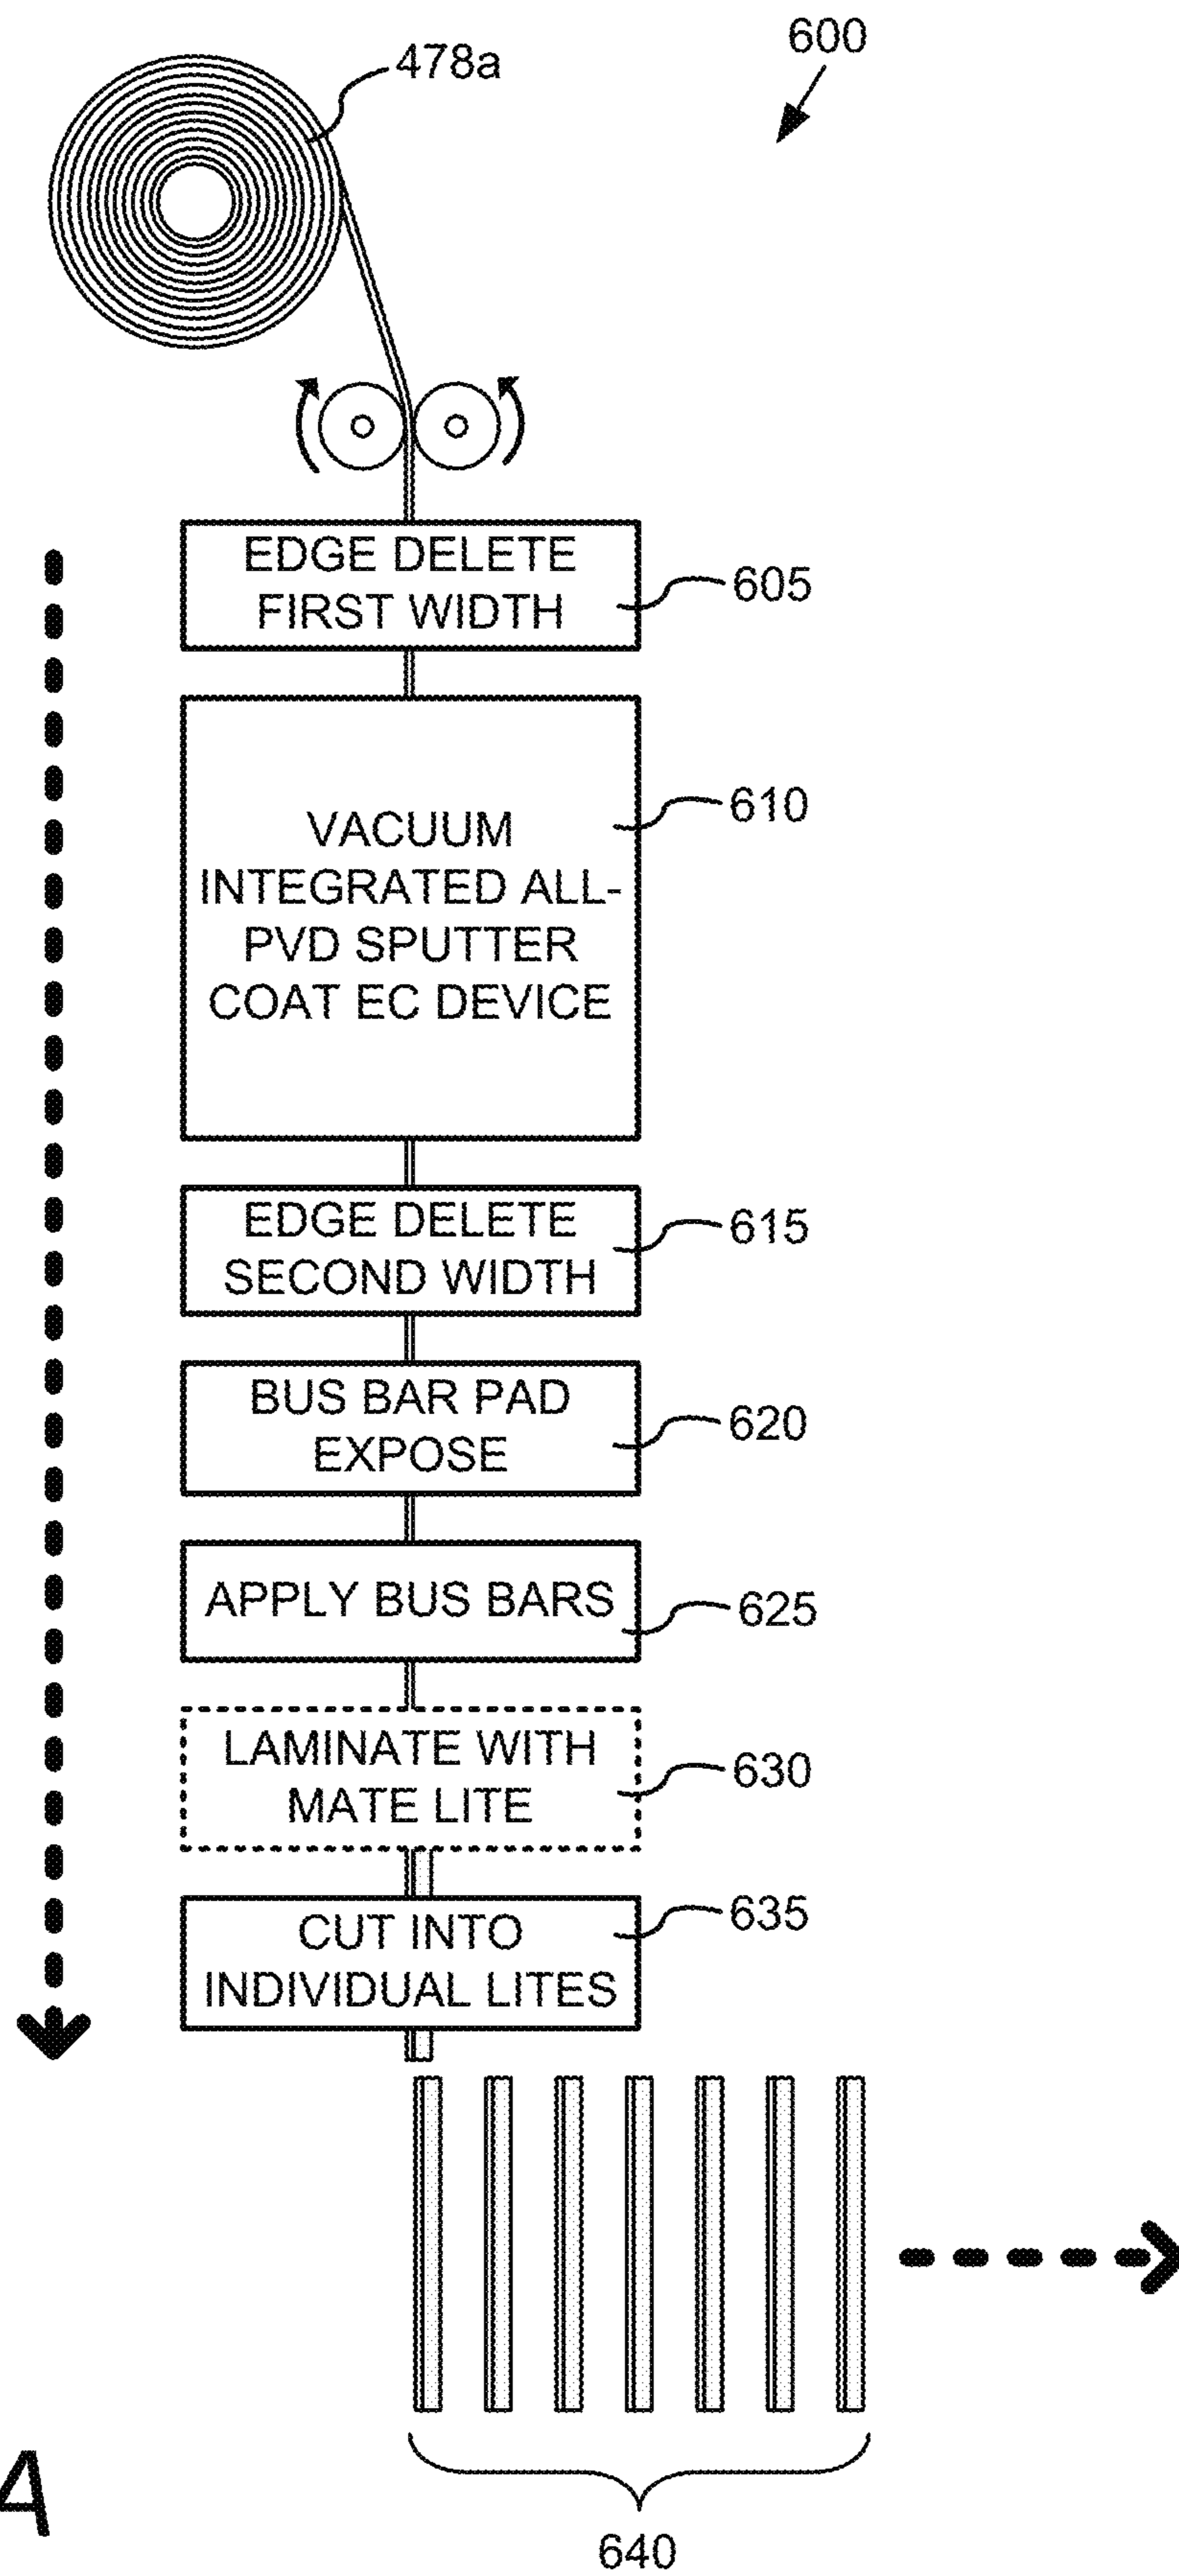 600
478a
EDGE DELETE
FIRST WIDTH
605
VACUUM
INTEGRATED ALL-
PVD SPUTTER
COAT EC DEVICE
610
EDGE DELETE
SECOND WIDTH
615
BUS BAR PAD
EXPOSE
620
APPLY BUS BARS
625
LAMINATE WITH
MATE LITE
630
CUT INTO
INDIVIDUAL LITES
635
A
640